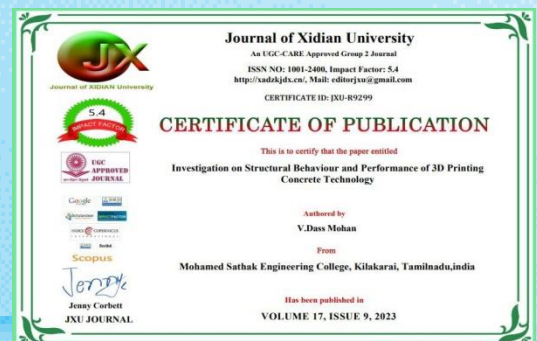 JX
Journal of XIDIAN University
5.4
IMPACT FACTOR
UGC
APPROVED
JOURNAL
Google
INDEX COPERNICUS
Scopus
Jenny Corbett
JXU JOURNAL
Journal of Xidian University
An UGC-CARE Approved Group 2 Journal
ISSN NO: 1001-2400, Impact Factor: 5.4
http://xadzkjdx.cn/, Mail: editorjxu@gmail.com
CERTIFICATE ID: JXU-R9299
CERTIFICATE OF PUBLICATION
This is to certify that the paper entitled
Investigation on Structural Behaviour and Performance of 3D Printing
Concrete Technology
Authored by
V.Dass Mohan
From
Mohamed Sathak Engineering College, Kilakarai, Tamilnadu,india
Has been published in
VOLUME 17, ISSUE 9, 2023